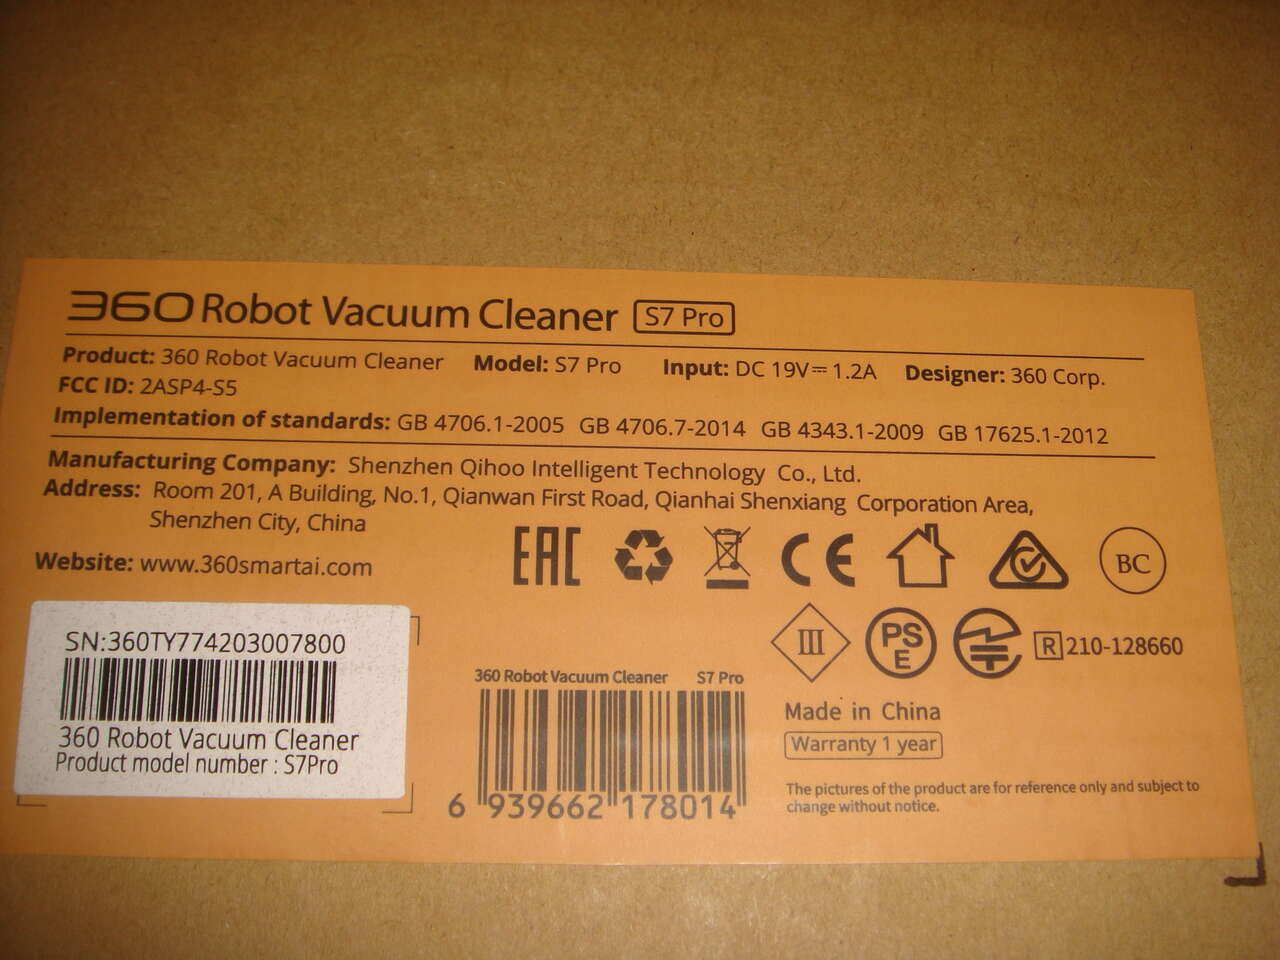 360 Robot Vacuum Cleaner S7 Pro
Product: 360 Robot Vacuum Cleaner Model: S7 Pro Input: DC 19V⎓1.2A Designer: 360 Corp.
FCC ID: 2ASP4-S5
Implementation of standards: GB 4706.1-2005 GB 4706.7-2014 GB 4343.1-2009 GB 17625.1-2012
Manufacturing Company: Shenzhen Qihoo Intelligent Technology Co., Ltd.
Address: Room 201, A Building, No.1, Qianwan First Road, Qianhai Shenxiang Corporation Area,
Shenzhen City, China
Website: www.360smartai.com
EAC CE BC
III PS E R 210-128660
SN:360TY774203007800
360 Robot Vacuum Cleaner
Product model number : S7Pro
360 Robot Vacuum Cleaner S7 Pro
6 939662 178014
Made in China
Warranty 1 year
The pictures of the product are for reference only and subject to
change without notice.